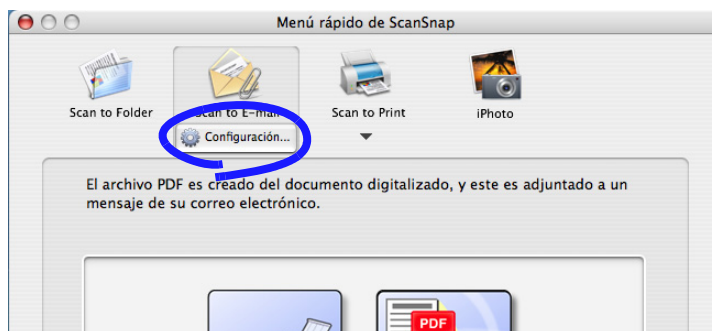 Menú rápido de ScanSnap
Scan to Folder
Scan to E-mail
Scan to Print
iPhoto
Configuración...
El archivo PDF es creado del documento digitalizado, y este es adjuntado a un
mensaje de su correo electrónico.
PDF